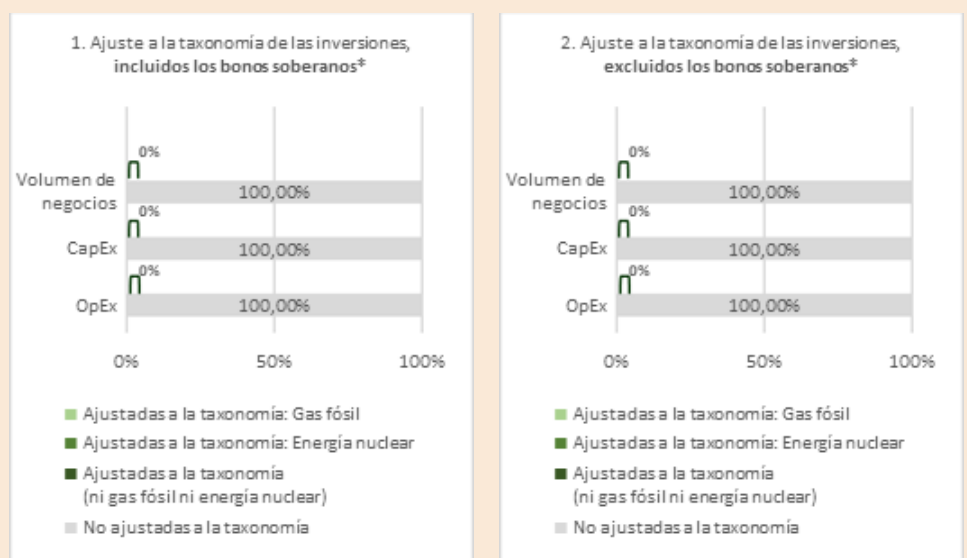 1. Ajuste a la taxonomía de las inversiones,
incluidos los bonos soberanos*
0%
Volumen de
negocios
100,00%
0%
CapEx
100,00%
0%
OpEx
100,00%
0%
50%
100%
Ajustadas a la taxonomía: Gas fósil
Ajustadas a la taxonomía: Energía nuclear
Ajustadas a la taxonomía
(ni gas fósil ni energía nuclear)
No ajustadas a la taxonomía
2. Ajuste a la taxonomía de las inversiones,
excluidos los bonos soberanos*
0%
Volumen de
negocios
100,00%
0%
CapEx
100,00%
0%
OpEx
100,00%
0%
50%
100%
Ajustadas a la taxonomía: Gas fósil
Ajustadas a la taxonomía: Energía nuclear
Ajustadas a la taxonomía
(ni gas fósil ni energía nuclear)
No ajustadas a la taxonomía